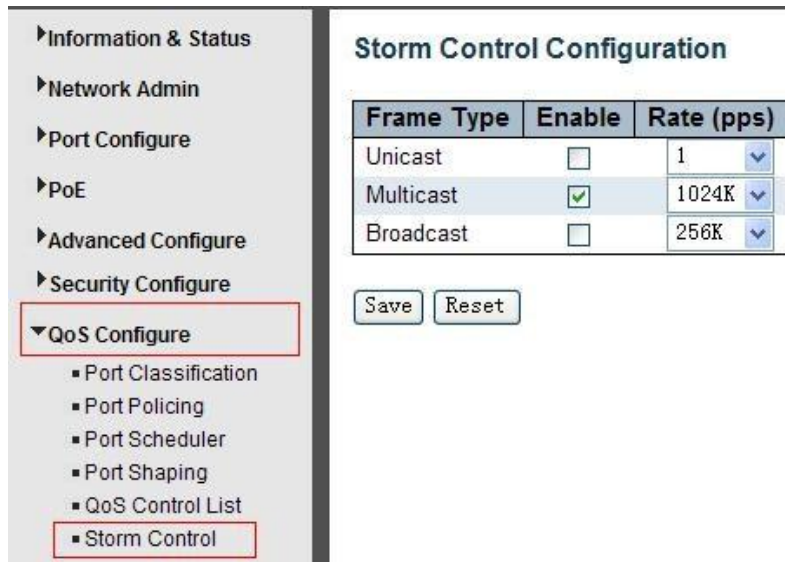 Information & Status
Network Admin
Port Configure
PoE
Advanced Configure
Security Configure
QoS Configure
Port Classification
Port Policing
Port Scheduler
Port Shaping
QoS Control List
Storm Control
Storm Control Configuration
Frame Type Enable Rate (pps)
Unicast 1
Multicast 1024K
Broadcast 256K
Save Reset